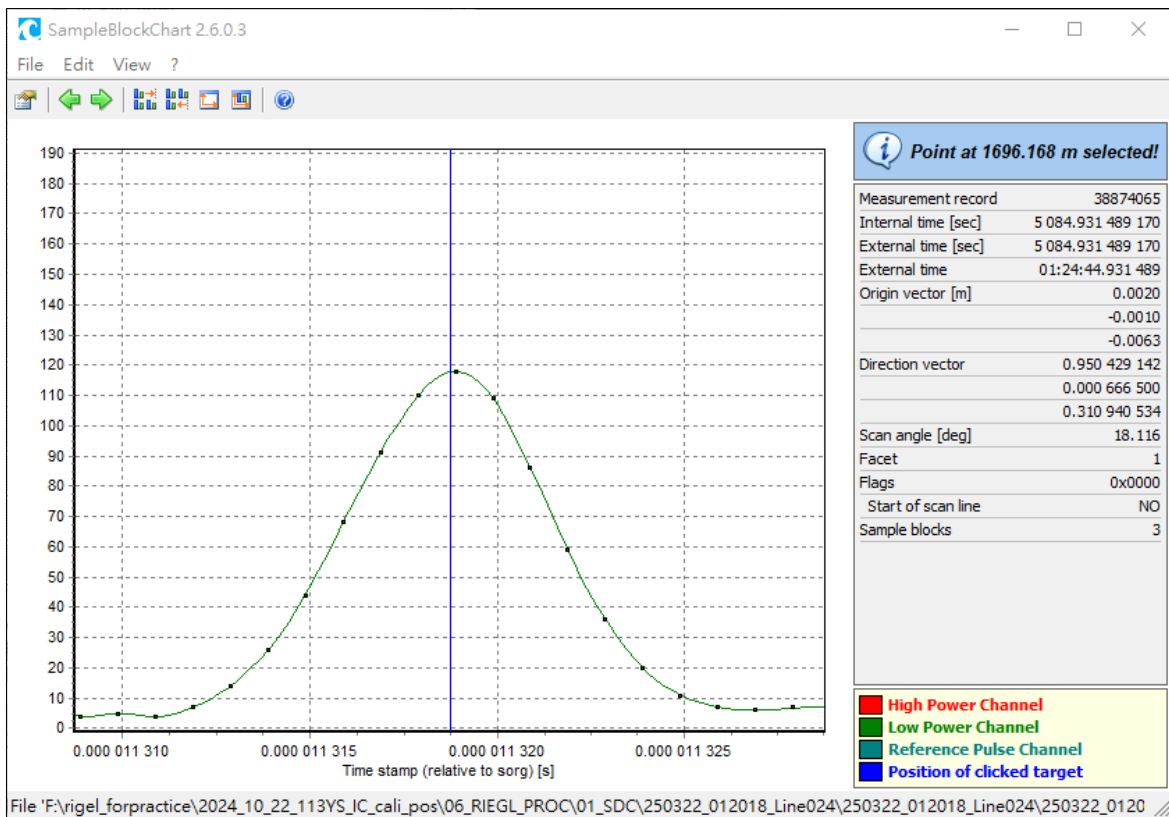 SampleBlockChart 2.6.0.3
File Edit View ?
190
180
170
160
150
140
130
120
110
100
90
80
70
60
50
40
30
20
10
0
0.000 011 310 0.000 011 315 0.000 011 320 0.000 011 325
Time stamp (relative to sorg) [s]
Point at 1696.168 m selected!
Measurement record 38874065
Internal time [sec] 5 084.931 489 170
External time [sec] 5 084.931 489 170
External time 01:24:44.931 489
Origin vector [m] 0.0020
-0.0010
-0.0063
Direction vector 0.950 429 142
0.000 666 500
0.310 940 534
Scan angle [deg] 18.116
Facet 1
Flags 0x0000
Start of scan line NO
Sample blocks 3
High Power Channel
Low Power Channel
Reference Pulse Channel
Position of clicked target
File 'F:\rigel_forpractice\2024_10_22_113YS_IC_cali_pos\06_RIEGL_PROC\01_SDC\250322_012018_Line024\250322_012018_Line024\250322_0120